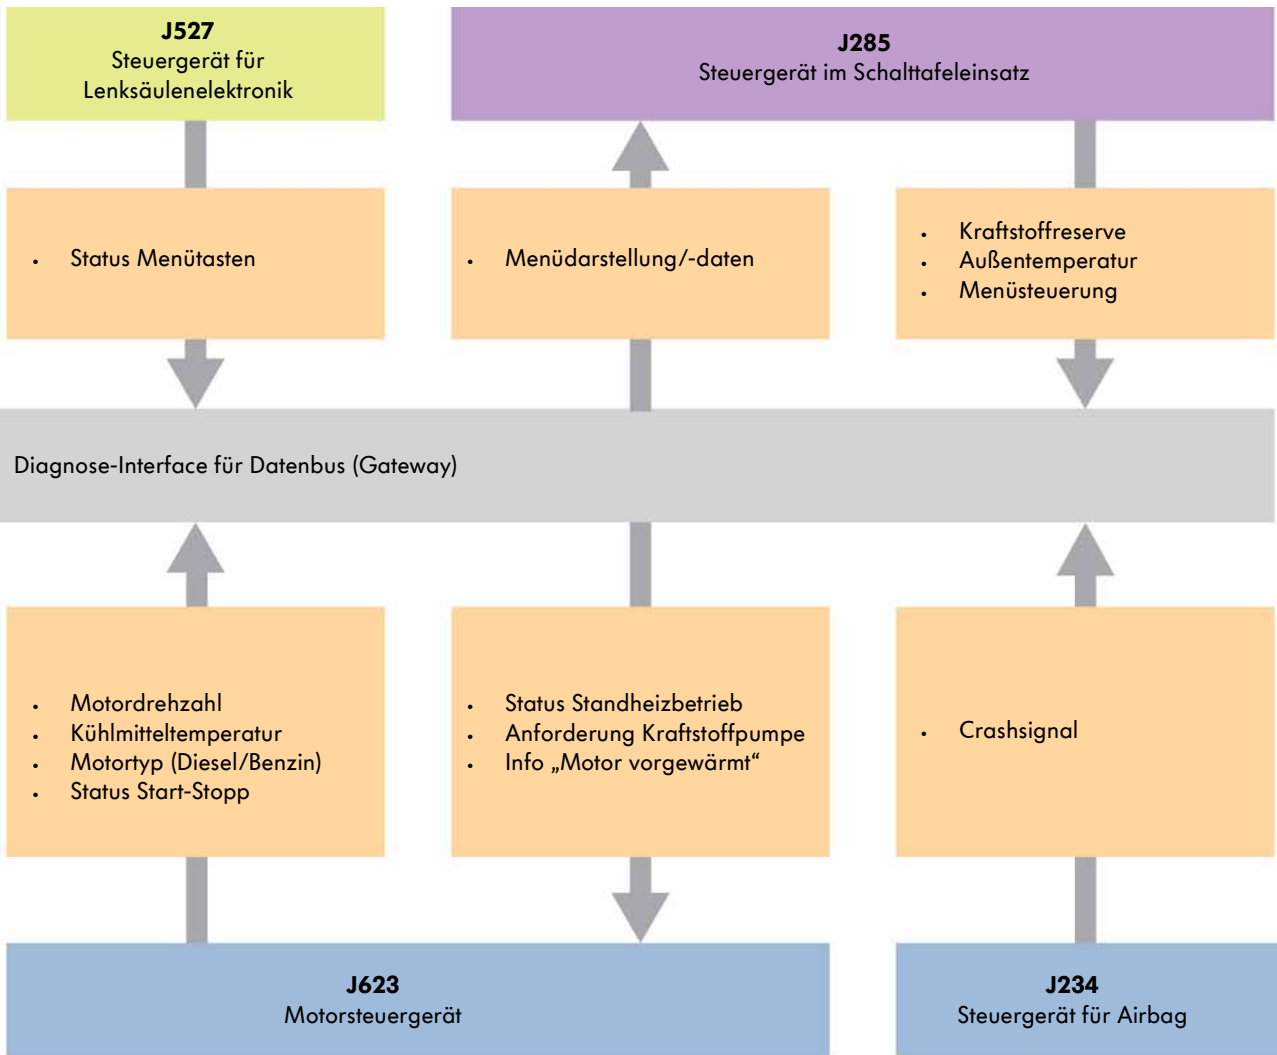 J527
Steuergerät für
Lenksäulenelektronik
J285
Steuergerät im Schalttafeleinsatz
• Status Menütasten
• Menüdarstellung/-daten
• Kraftstoffreserve
• Außentemperatur
• Menüsteuerung
Diagnose-Interface für Datenbus (Gateway)
• Motordrehzahl
• Kühlmitteltemperatur
• Motortyp (Diesel/Benzin)
• Status Start-Stopp
• Status Standheizbetrieb
• Anforderung Kraftstoffpumpe
• Info „Motor vorgewärmt“
• Crashsignal
J623
Motorsteuergerät
J234
Steuergerät für Airbag